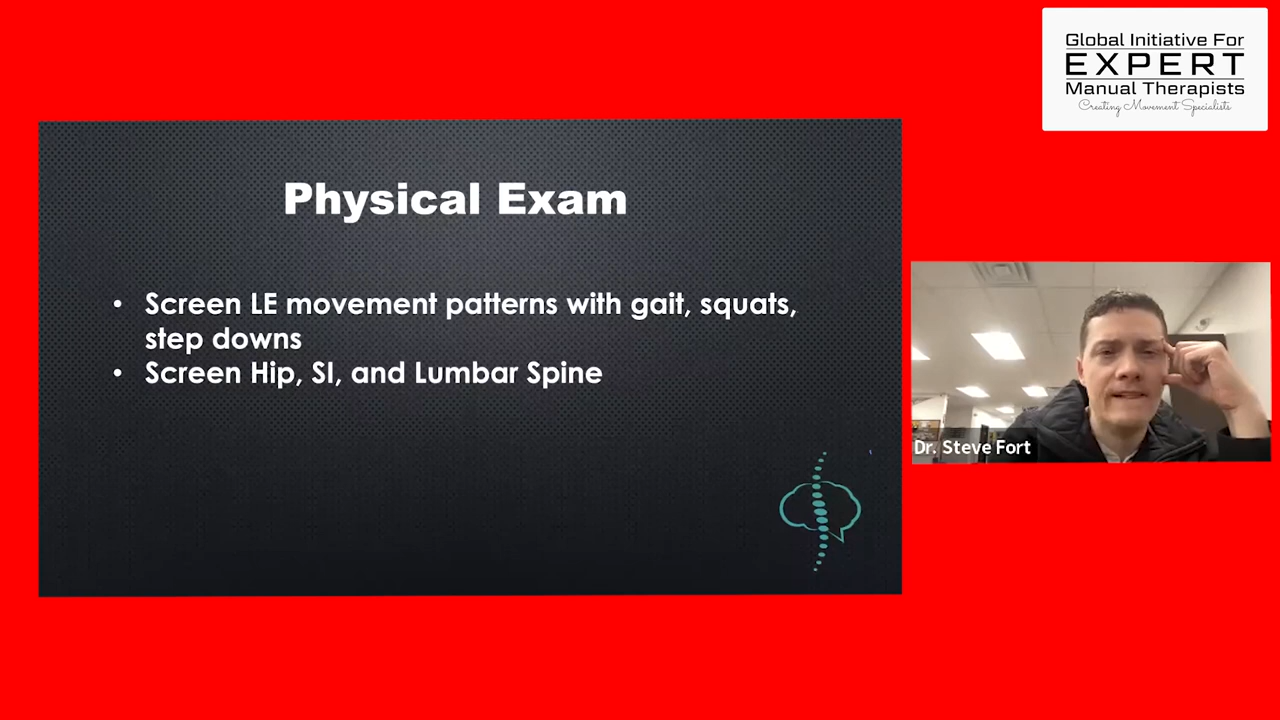 Global Initiative For
EXPERT
Manual Therapists
Creating Movement Specialists
Physical Exam
• Screen LE movement patterns with gait, squats,
step downs
• Screen Hip, SI, and Lumbar Spine
Dr. Steve Fort